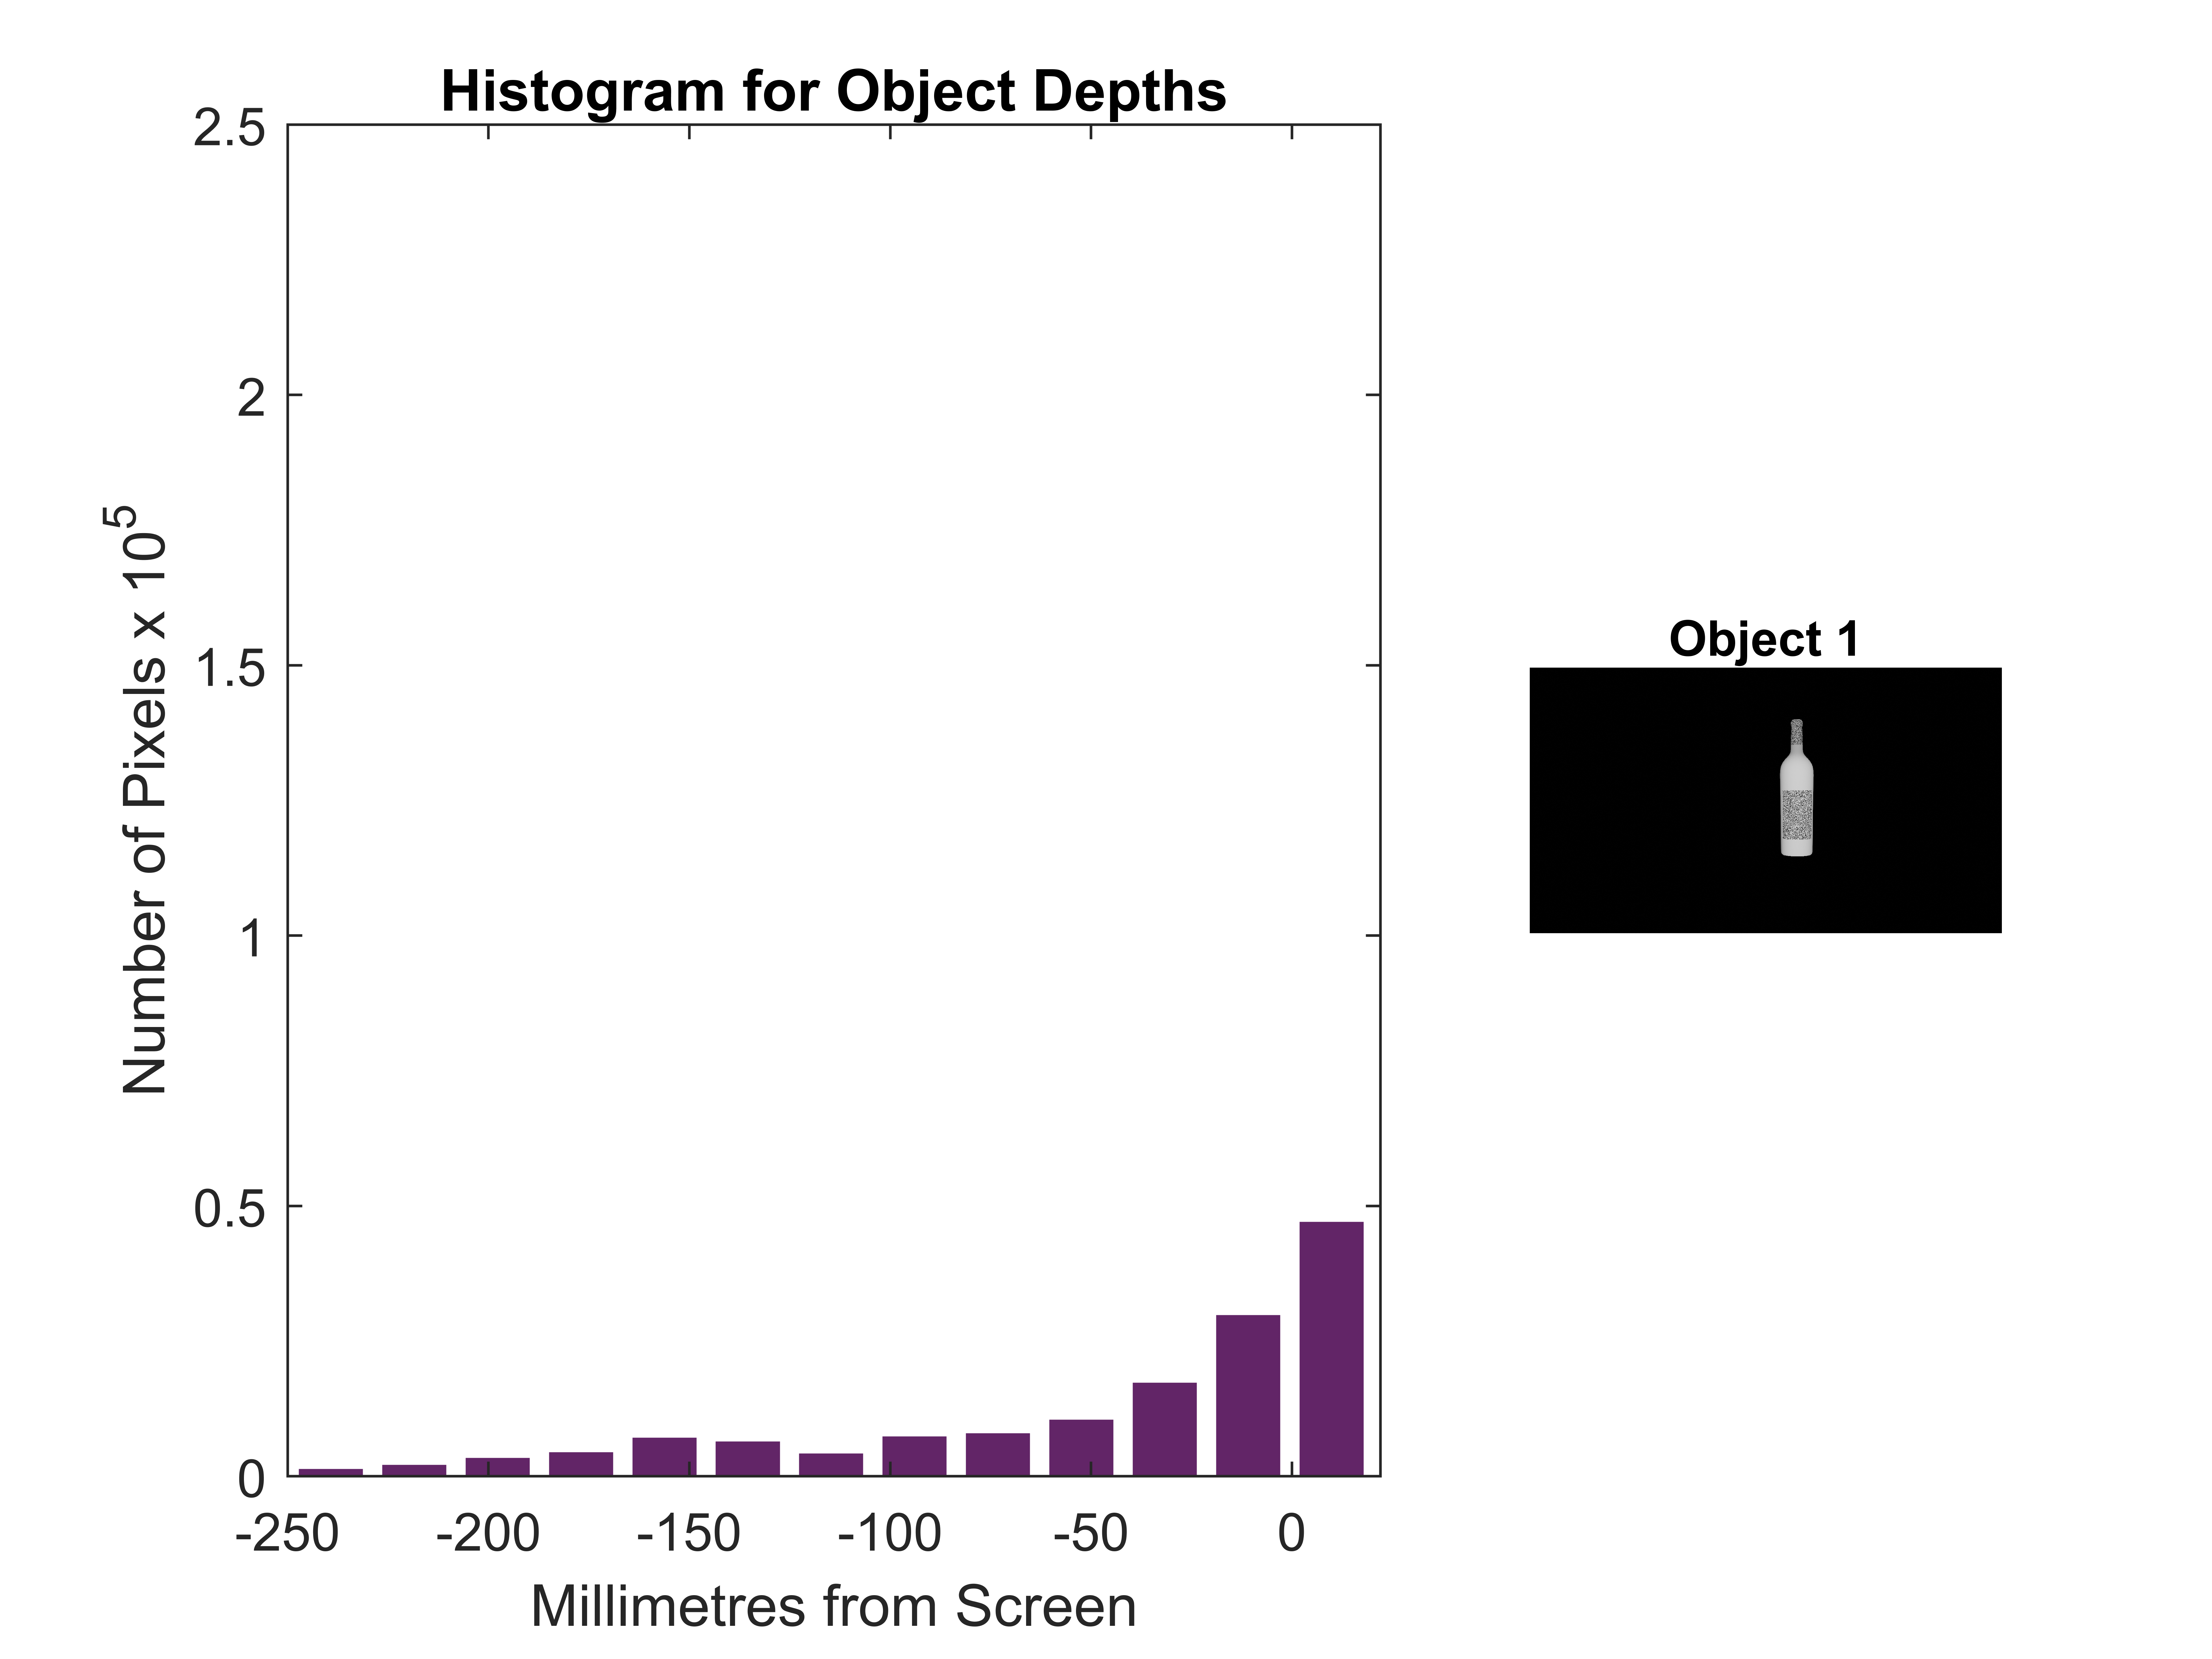 Histogram for Object Depths
2.5
2
1.5
1
0.5
0
Number of Pixels x 10^5
-250 -200 -150 -100 -50 0
Millimetres from Screen
Object 1